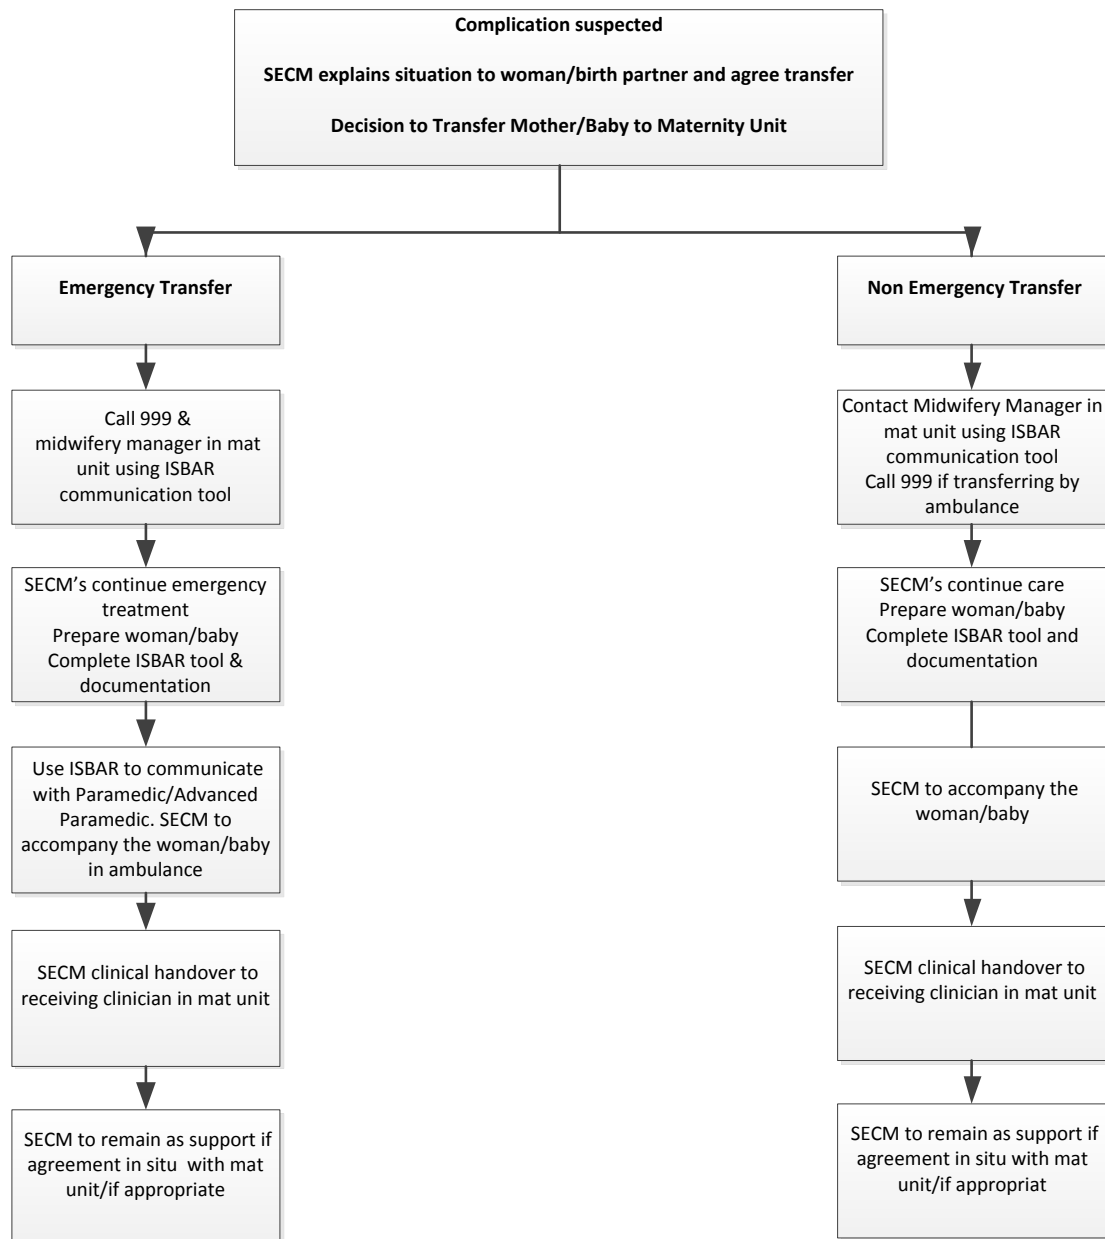 Complication suspected
SECM explains situation to woman/birth partner and agree transfer
Decision to Transfer Mother/Baby to Maternity Unit
Emergency Transfer
Call 999 &
midwifery manager in mat
unit using ISBAR
communication tool
SECM’s continue emergency
treatment
Prepare woman/baby
Complete ISBAR tool &
documentation
Use ISBAR to communicate
with Paramedic/Advanced
Paramedic. SECM to
accompany the woman/baby
in ambulance
SECM clinical handover to
receiving clinician in mat unit
SECM to remain as support if
agreement in situ with mat
unit/if appropriate
Non Emergency Transfer
Contact Midwifery Manager in
mat unit using ISBAR
communication tool
Call 999 if transferring by
ambulance
SECM’s continue care
Prepare woman/baby
Complete ISBAR tool and
documentation
SECM to accompany the
woman/baby
SECM clinical handover to
receiving clinician in mat unit
SECM to remain as support if
agreement in situ with mat
unit/if appropriat